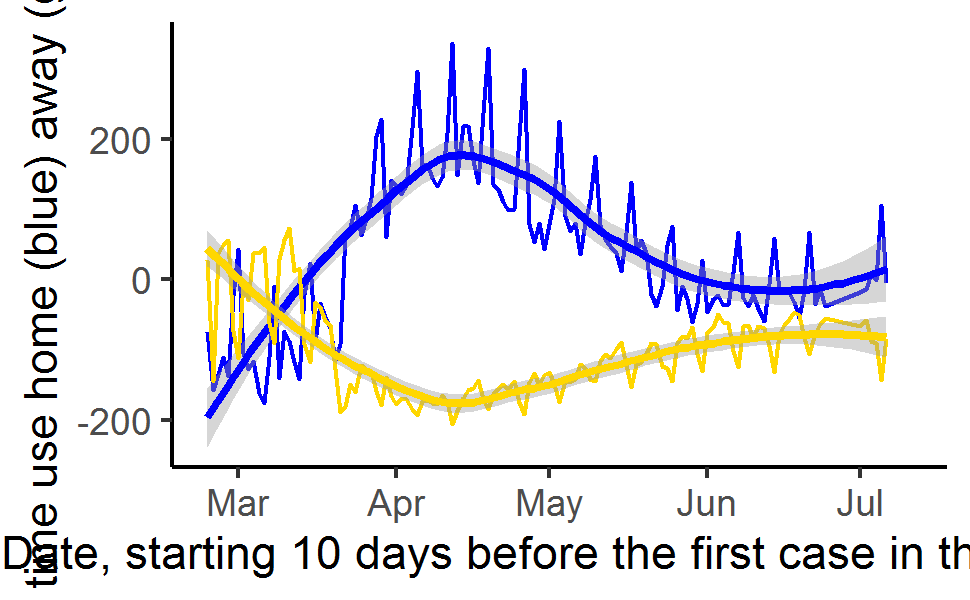 time use home (blue) away (
200
0
-200
Mar Apr May Jun Jul
Date, starting 10 days before the first case in th